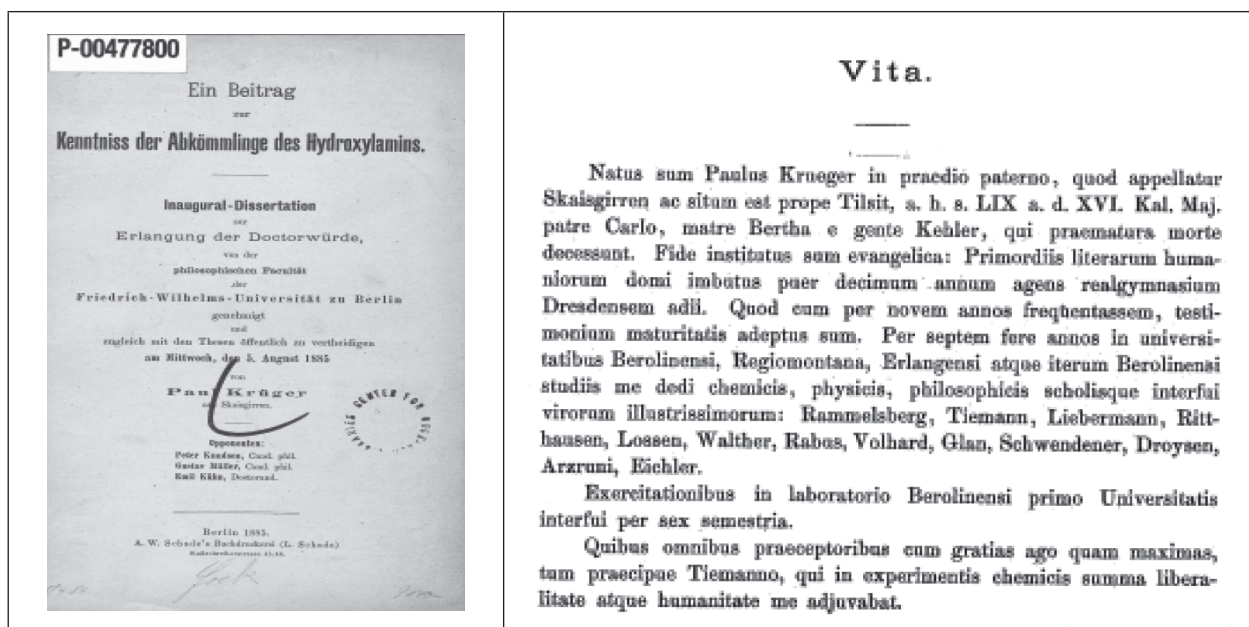 P-00477800
Ein Beitrag
zur
Kenntniss der Abkömmlinge des Hydroxylamins.
Inaugural-Dissertation
zur
Erlangung der Doctorwürde,
von der
philosophischen Facultät
der
Friedrich-Wilhelms-Universität zu Berlin
genehmigt
und
zugleich mit den Thesen öffentlich zu vertheidigen
am Mittwoch, den 5. August 1885
von
Paul Krüger
aus Skaisgirren.
Opponenten:
Peter Knudsen, Cand. phil.
Gustav Müller, Cand. phil.
Emil Kühn, Doctorand.
Berlin 1885.
A. W. Schade's Buchdruckerei (L. Schade)
CENTER FOR
Vita.
Natus sum Paulus Krueger in praedio paterno, quod appellatur
Skaisgirren ac situm est prope Tilsit, a. h. s. LIX a. d. XVI. Kal. Maj.
patre Carlo, matre Bertha e gente Kehler, qui praematura morte
decessunt. Fide institutus sum evangelica: Primordiis literarum huma-
niorum domi imbutus puer decimum annum agens realgymnasium
Dresdensem adii. Quod cum per novem annos frequentassem, testi-
monium maturitatis adeptus sum. Per septem fere annos in universi-
tatibus Berolinensi, Regiomontana, Erlangensi atque iterum Berolinensi
studiis me dedi chemicis, physicis, philosophicis scholisque interfui
virorum illustrissimorum: Rammelsberg, Tiemann, Liebermann, Ritt-
hausen, Lossen, Walther, Rabus, Volhard, Glan, Schwendener, Droysen,
Arzruni, Eichler.
Exercitationibus in laboratorio Berolinensi primo Universitatis
interfui per sex semestria.
Quibus omnibus praeceptoribus cum gratias ago quam maximas,
tum praecipue Tiemanno, qui in experimentis chemicis summa libera-
litate atque humanitate me adjuvabat.